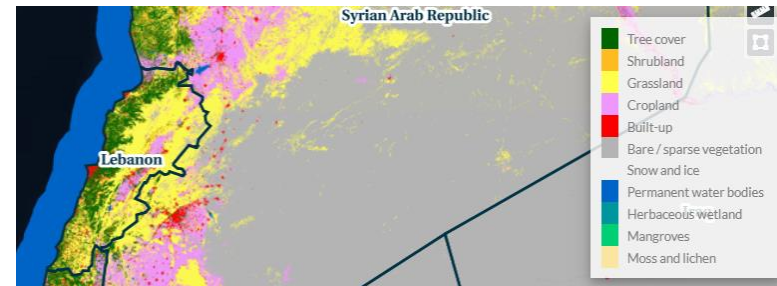 Syrian Arab Republic
Lebanon
Tree cover
Shrubland
Grassland
Cropland
Built-up
Bare / sparse vegetation
Snow and ice
Permanent water bodies
Herbaceous wetland
Mangroves
Moss and lichen